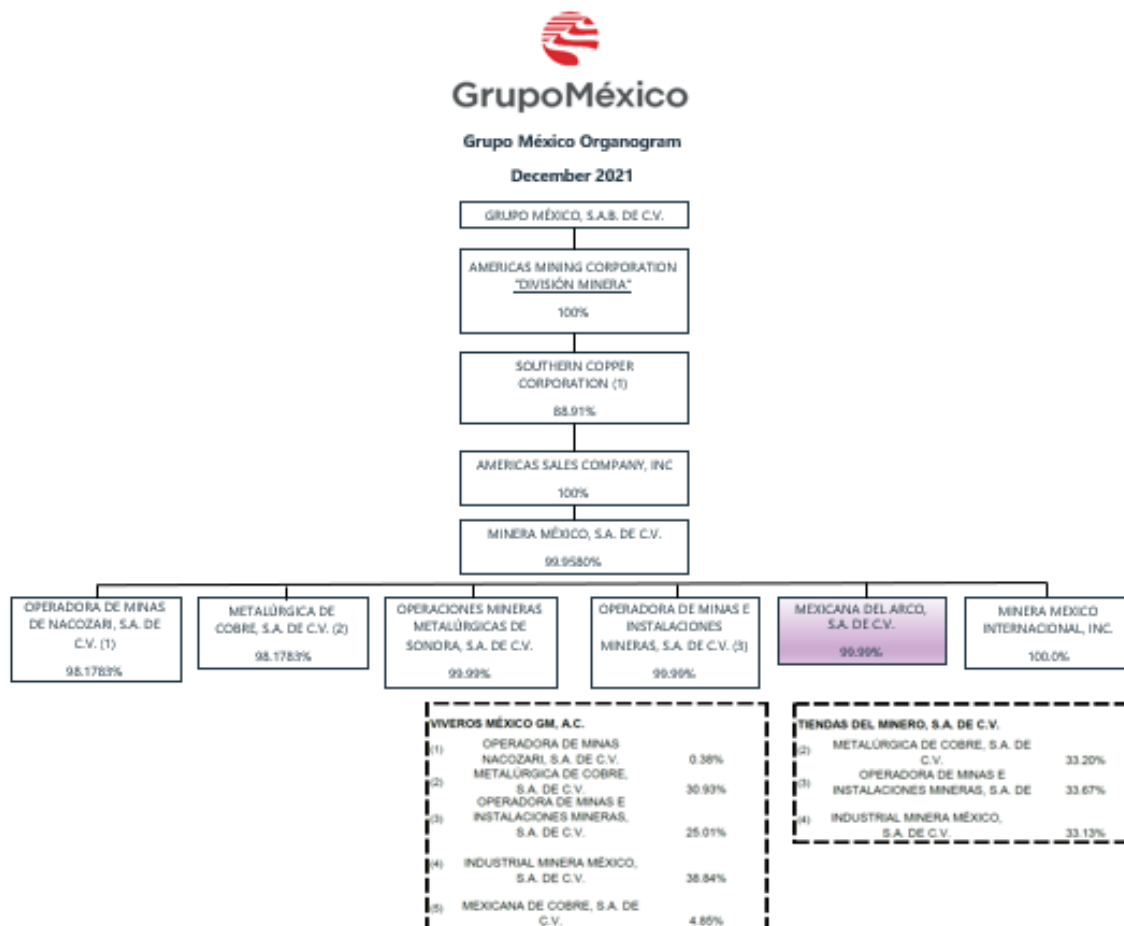 GrupoMéxico
Grupo México Organogram
December 2021
GRUPO MÉXICO, S.A.B. DE C.V.
AMERICAS MINING CORPORATION
"DIVISIÓN MINERA"
100%
SOUTHERN COPPER
CORPORATION (1)
88.91%
AMERICAS SALES COMPANY, INC
100%
MINERA MÉXICO, S.A. DE C.V.
99.9580%
OPERADORA DE MINAS
DE NACOZARI, S.A. DE
C.V. (1)
98.1783%
METALÚRGICA DE
COBRE, S.A. DE C.V. (2)
98.1783%
OPERACIONES MINERAS
METALÚRGICAS DE
SONORA, S.A. DE C.V.
99.99%
OPERADORA DE MINAS E
INSTALACIONES
MINERAS, S.A. DE C.V. (3)
99.99%
MEXICANA DEL ARCO,
S.A. DE C.V.
99.99%
MINERA MEXICO
INTERNACIONAL, INC.
100.0%
VIVEROS MÉXICO GM, A.C.
(1) OPERADORA DE MINAS
NACOZARI, S.A. DE C.V. 0.38%
(2) METALÚRGICA DE COBRE,
S.A. DE C.V. 30.93%
(3) OPERADORA DE MINAS E
INSTALACIONES MINERAS,
S.A. DE C.V. 25.01%
(4) INDUSTRIAL MINERA MÉXICO,
S.A. DE C.V. 38.84%
(5) MEXICANA DE COBRE, S.A. DE
C.V. 4.85%
TIENDAS DEL MINERO, S.A. DE C.V.
(2) METALÚRGICA DE COBRE, S.A. DE
C.V. 33.20%
(3) OPERADORA DE MINAS E
INSTALACIONES MINERAS, S.A. DE 33.67%
(4) INDUSTRIAL MINERA MÉXICO,
S.A. DE C.V. 33.13%